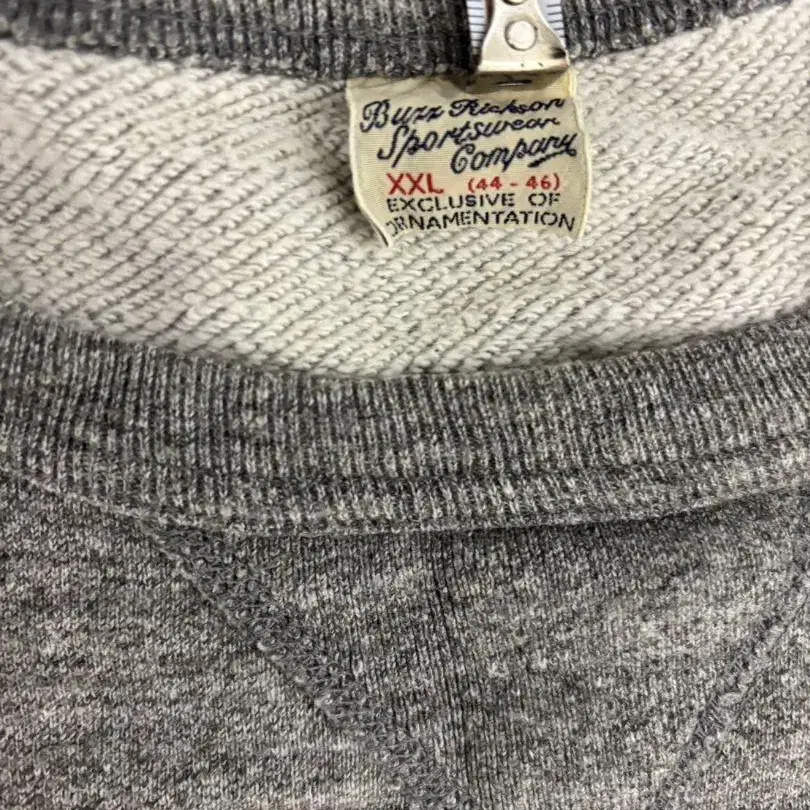 Buzz Rickson
Sportswear
Company
XXL (44 - 46)
EXCLUSIVE OF
ORNAMENTATION